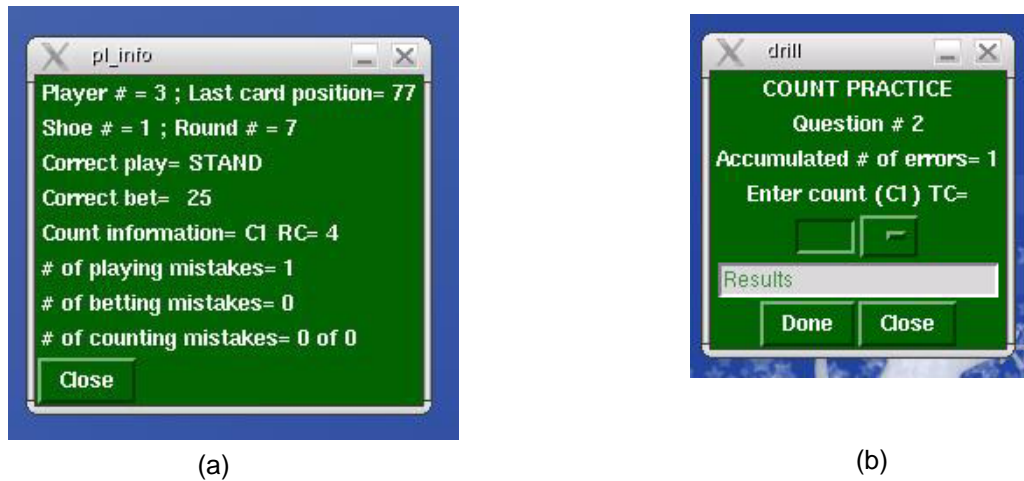 pl_info
Player # = 3 ; Last card position= 77
Shoe # = 1 ; Round # = 7
Correct play= STAND
Correct bet= 25
Count information= C1 RC= 4
# of playing mistakes= 1
# of betting mistakes= 0
# of counting mistakes= 0 of 0
Close
(a)
drill
COUNT PRACTICE
Question # 2
Accumulated # of errors= 1
Enter count (C1) TC=
Results
Done Close
(b)